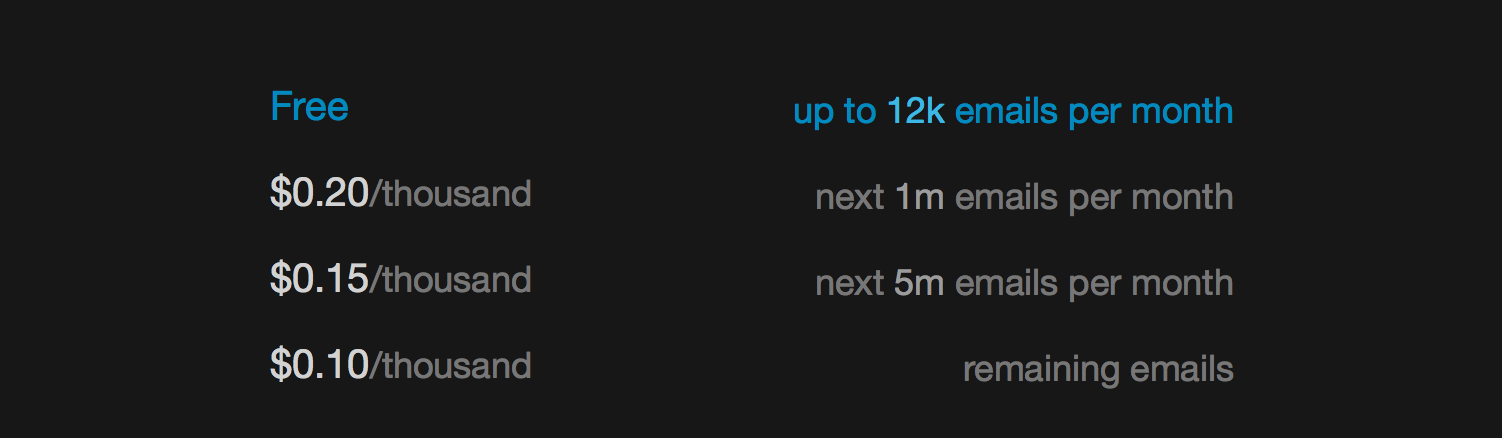 Free up to 12k emails per month
$0.20/thousand next 1m emails per month
$0.15/thousand next 5m emails per month
$0.10/thousand remaining emails